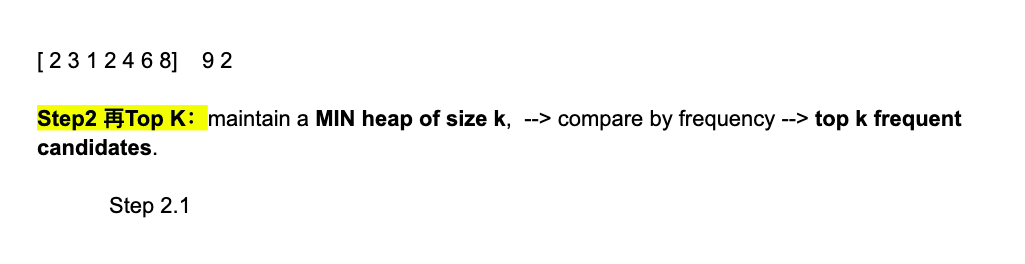 [ 2 3 1 2 4 6 8]   9 2
Step2 再Top K： maintain a MIN heap of size k,  --> compare by frequency --> top k frequent
candidates.
Step 2.1